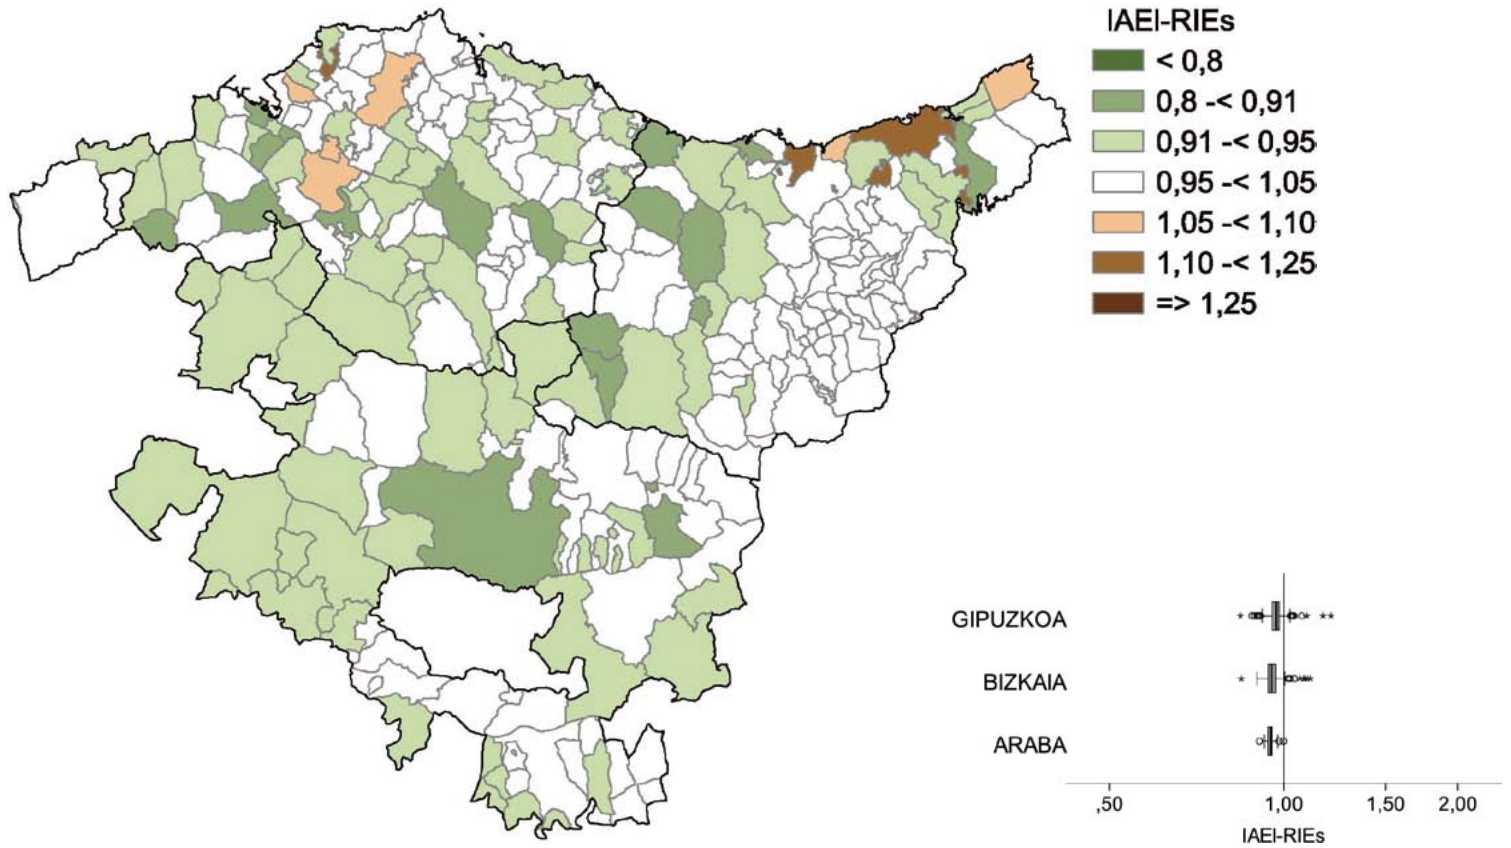 IAEI-RIEs
< 0,8
0,8 -< 0,91
0,91 -< 0,95
0,95 -< 1,05
1,05 -< 1,10
1,10 -< 1,25
=> 1,25
GIPUZKOA
BIZKAIA
ARABA
,50 1,00 1,50 2,00
IAEI-RIEs